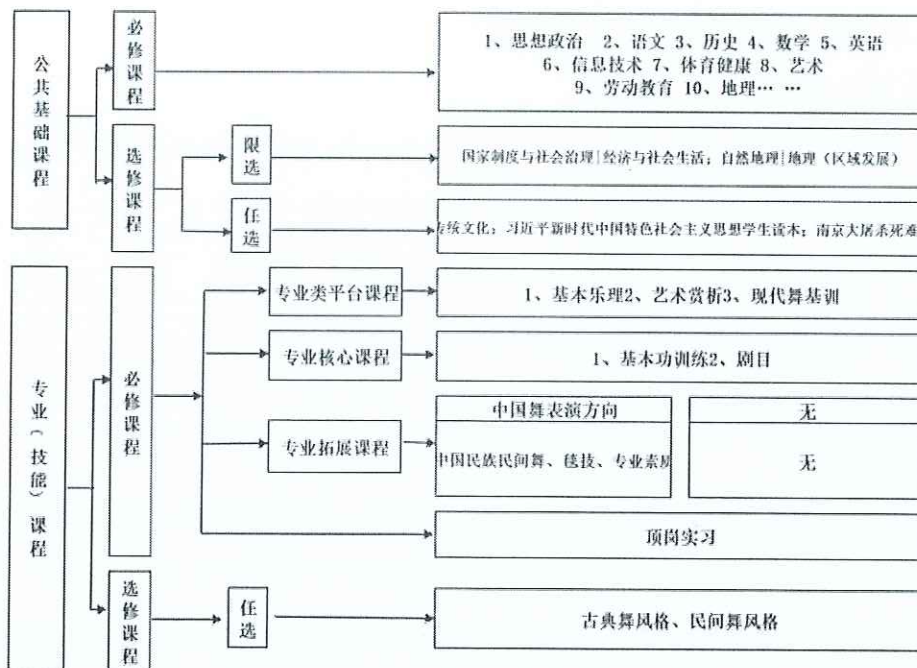 公共基础课程
必修课程
1、思想政治 2、语文 3、历史 4、数学 5、英语
6、信息技术 7、体育健康 8、艺术
9、劳动教育 10、地理… …
选修课程
限选
国家制度与社会治理|经济与社会生活；自然地理|地理（区域发展）
任选
传统文化；习近平新时代中国特色社会主义思想学生读本；南京大屠杀死难
专业（技能）课程
必修课程
专业类平台课程
1、基本乐理2、艺术赏析3、现代舞基训
专业核心课程
1、基本功训练2、剧目
专业拓展课程
中国舞表演方向
无
中国民族民间舞、毯技、专业素质
无
顶岗实习
选修课程
任选
古典舞风格、民间舞风格